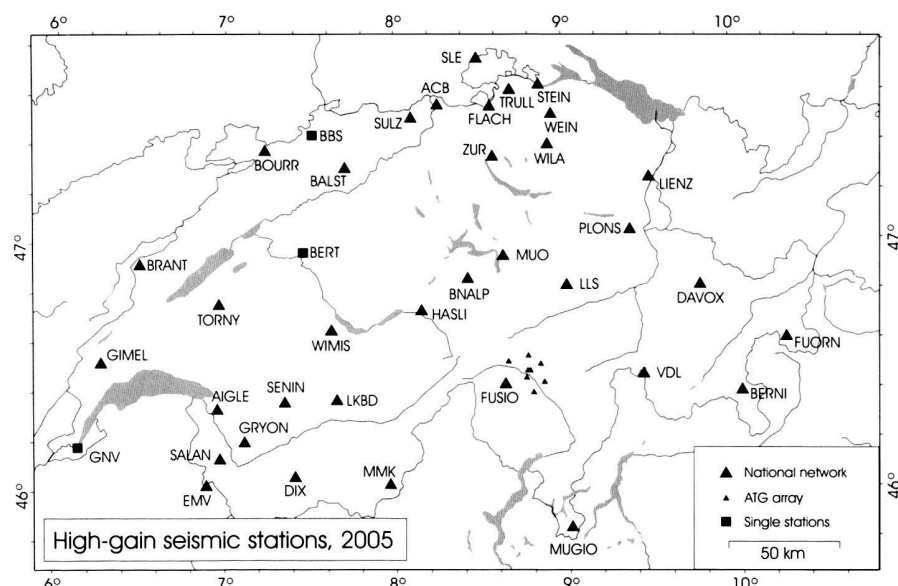 6° 7° 8° 9° 10°
SLE
ACB
STEIN
TRULL
FLACH
SULZ
WEIN
BBS
ZUR
WILA
BOURR
BALST
LIENZ
47° 47°
PLONS
BERT
MUO
BRANT
LLS
BNALP
DAVOX
TORNY
HASLI
WIMIS
FUORN
GIMEL
VDL
SENIN
LKBD
FUSIO
BERNI
AIGLE
GRYON
GNV
SALAN
MMK
DIX
EMV
46° 46°
National network
ATG array
Single stations
50 km
MUGIO
High-gain seismic stations, 2005
6° 7° 8° 9° 10°